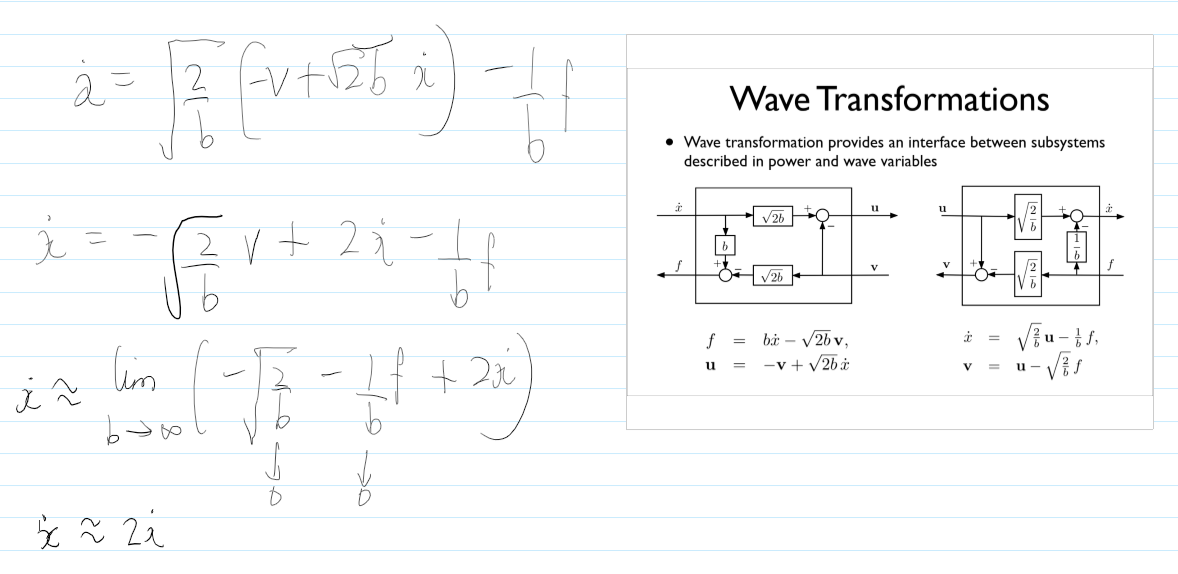 ẋ = √(2/b) (-v + √2b ẋ) - 1/b f
ẋ = - √(2/b) v + 2ẋ - 1/b f
ẋ ≈ lim b→∞ ( - √(2/b) - 1/b f + 2ẋ )
↓ ↓
0 0
ẋ ≈ 2ẋ
Wave Transformations
• Wave transformation provides an interface between subsystems
described in power and wave variables
ẋ √2b + u
b -
f + - √2b v
u √(2/b) + ẋ
- 1/b
v + - √(2/b) f
f = bẋ - √2b v,
u = -v + √2b ẋ
ẋ = √(2/b) u - 1/b f,
v = u - √(2/b) f